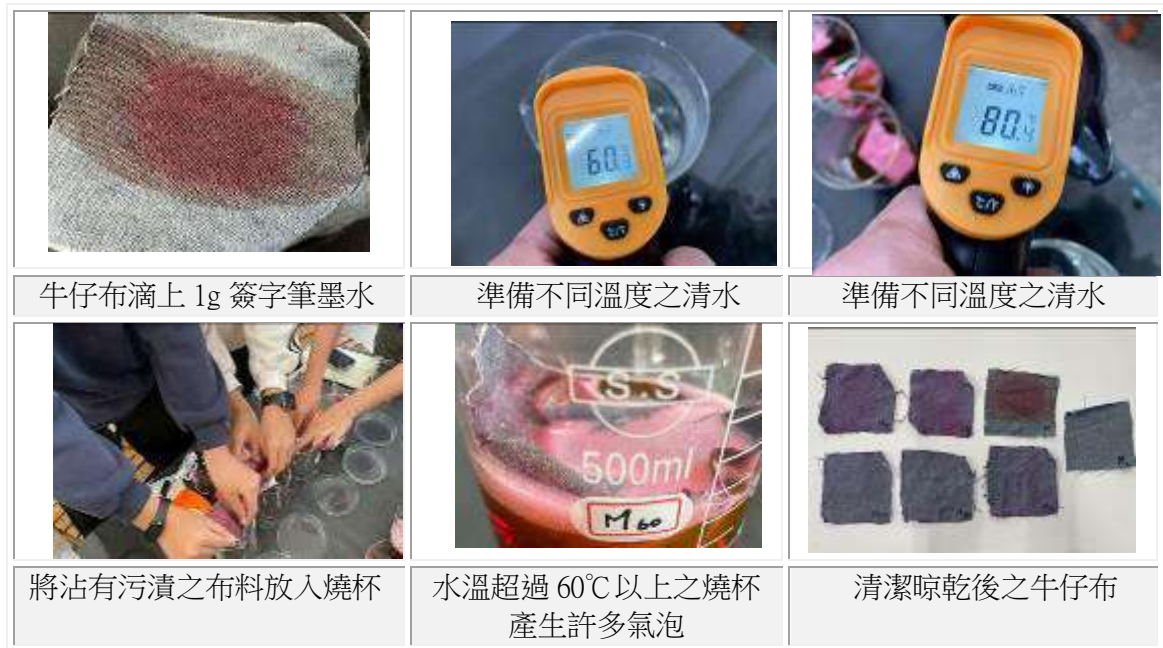 60.
80.4
牛仔布滴上 1g 簽字筆墨水
準備不同溫度之清水
準備不同溫度之清水
S.S
500ml
M60
將沾有污漬之布料放入燒杯
水溫超過 60℃以上之燒杯
產生許多氣泡
清潔晾乾後之牛仔布